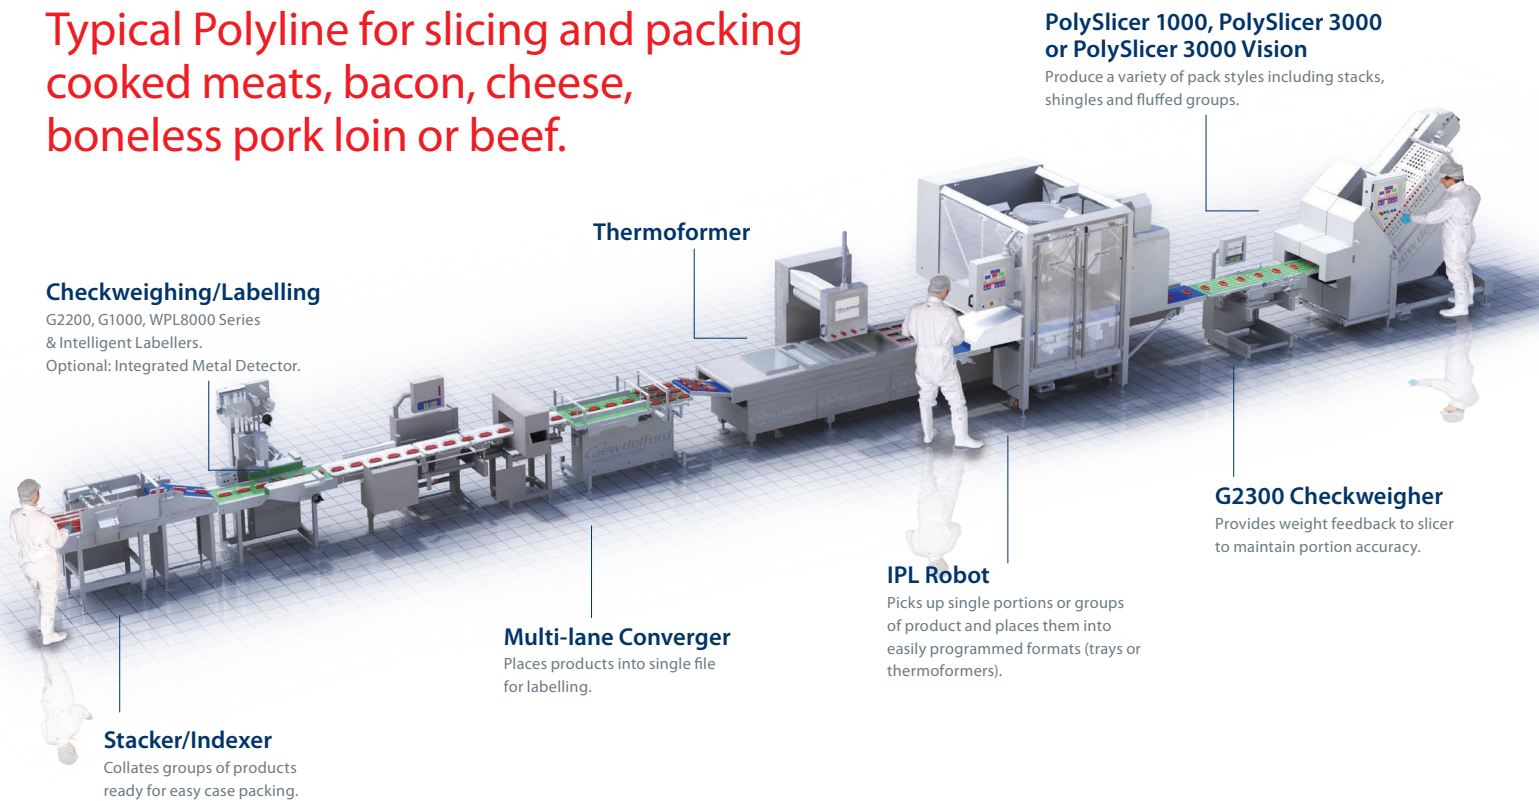 Typical Polyline for slicing and packing
cooked meats, bacon, cheese,
boneless pork loin or beef.
PolySlicer 1000, PolySlicer 3000
or PolySlicer 3000 Vision
Produce a variety of pack styles including stacks,
shingles and fluffed groups.
Thermoformer
Checkweighing/Labelling
G2200, G1000, WPL8000 Series
& Intelligent Labellers.
Optional: Integrated Metal Detector.
aew delford
G2300 Checkweigher
Provides weight feedback to slicer
to maintain portion accuracy.
IPL Robot
Picks up single portions or groups
of product and places them into
easily programmed formats (trays or
thermoformers).
Multi-lane Converger
Places products into single file
for labelling.
Stacker/Indexer
Collates groups of products
ready for easy case packing.